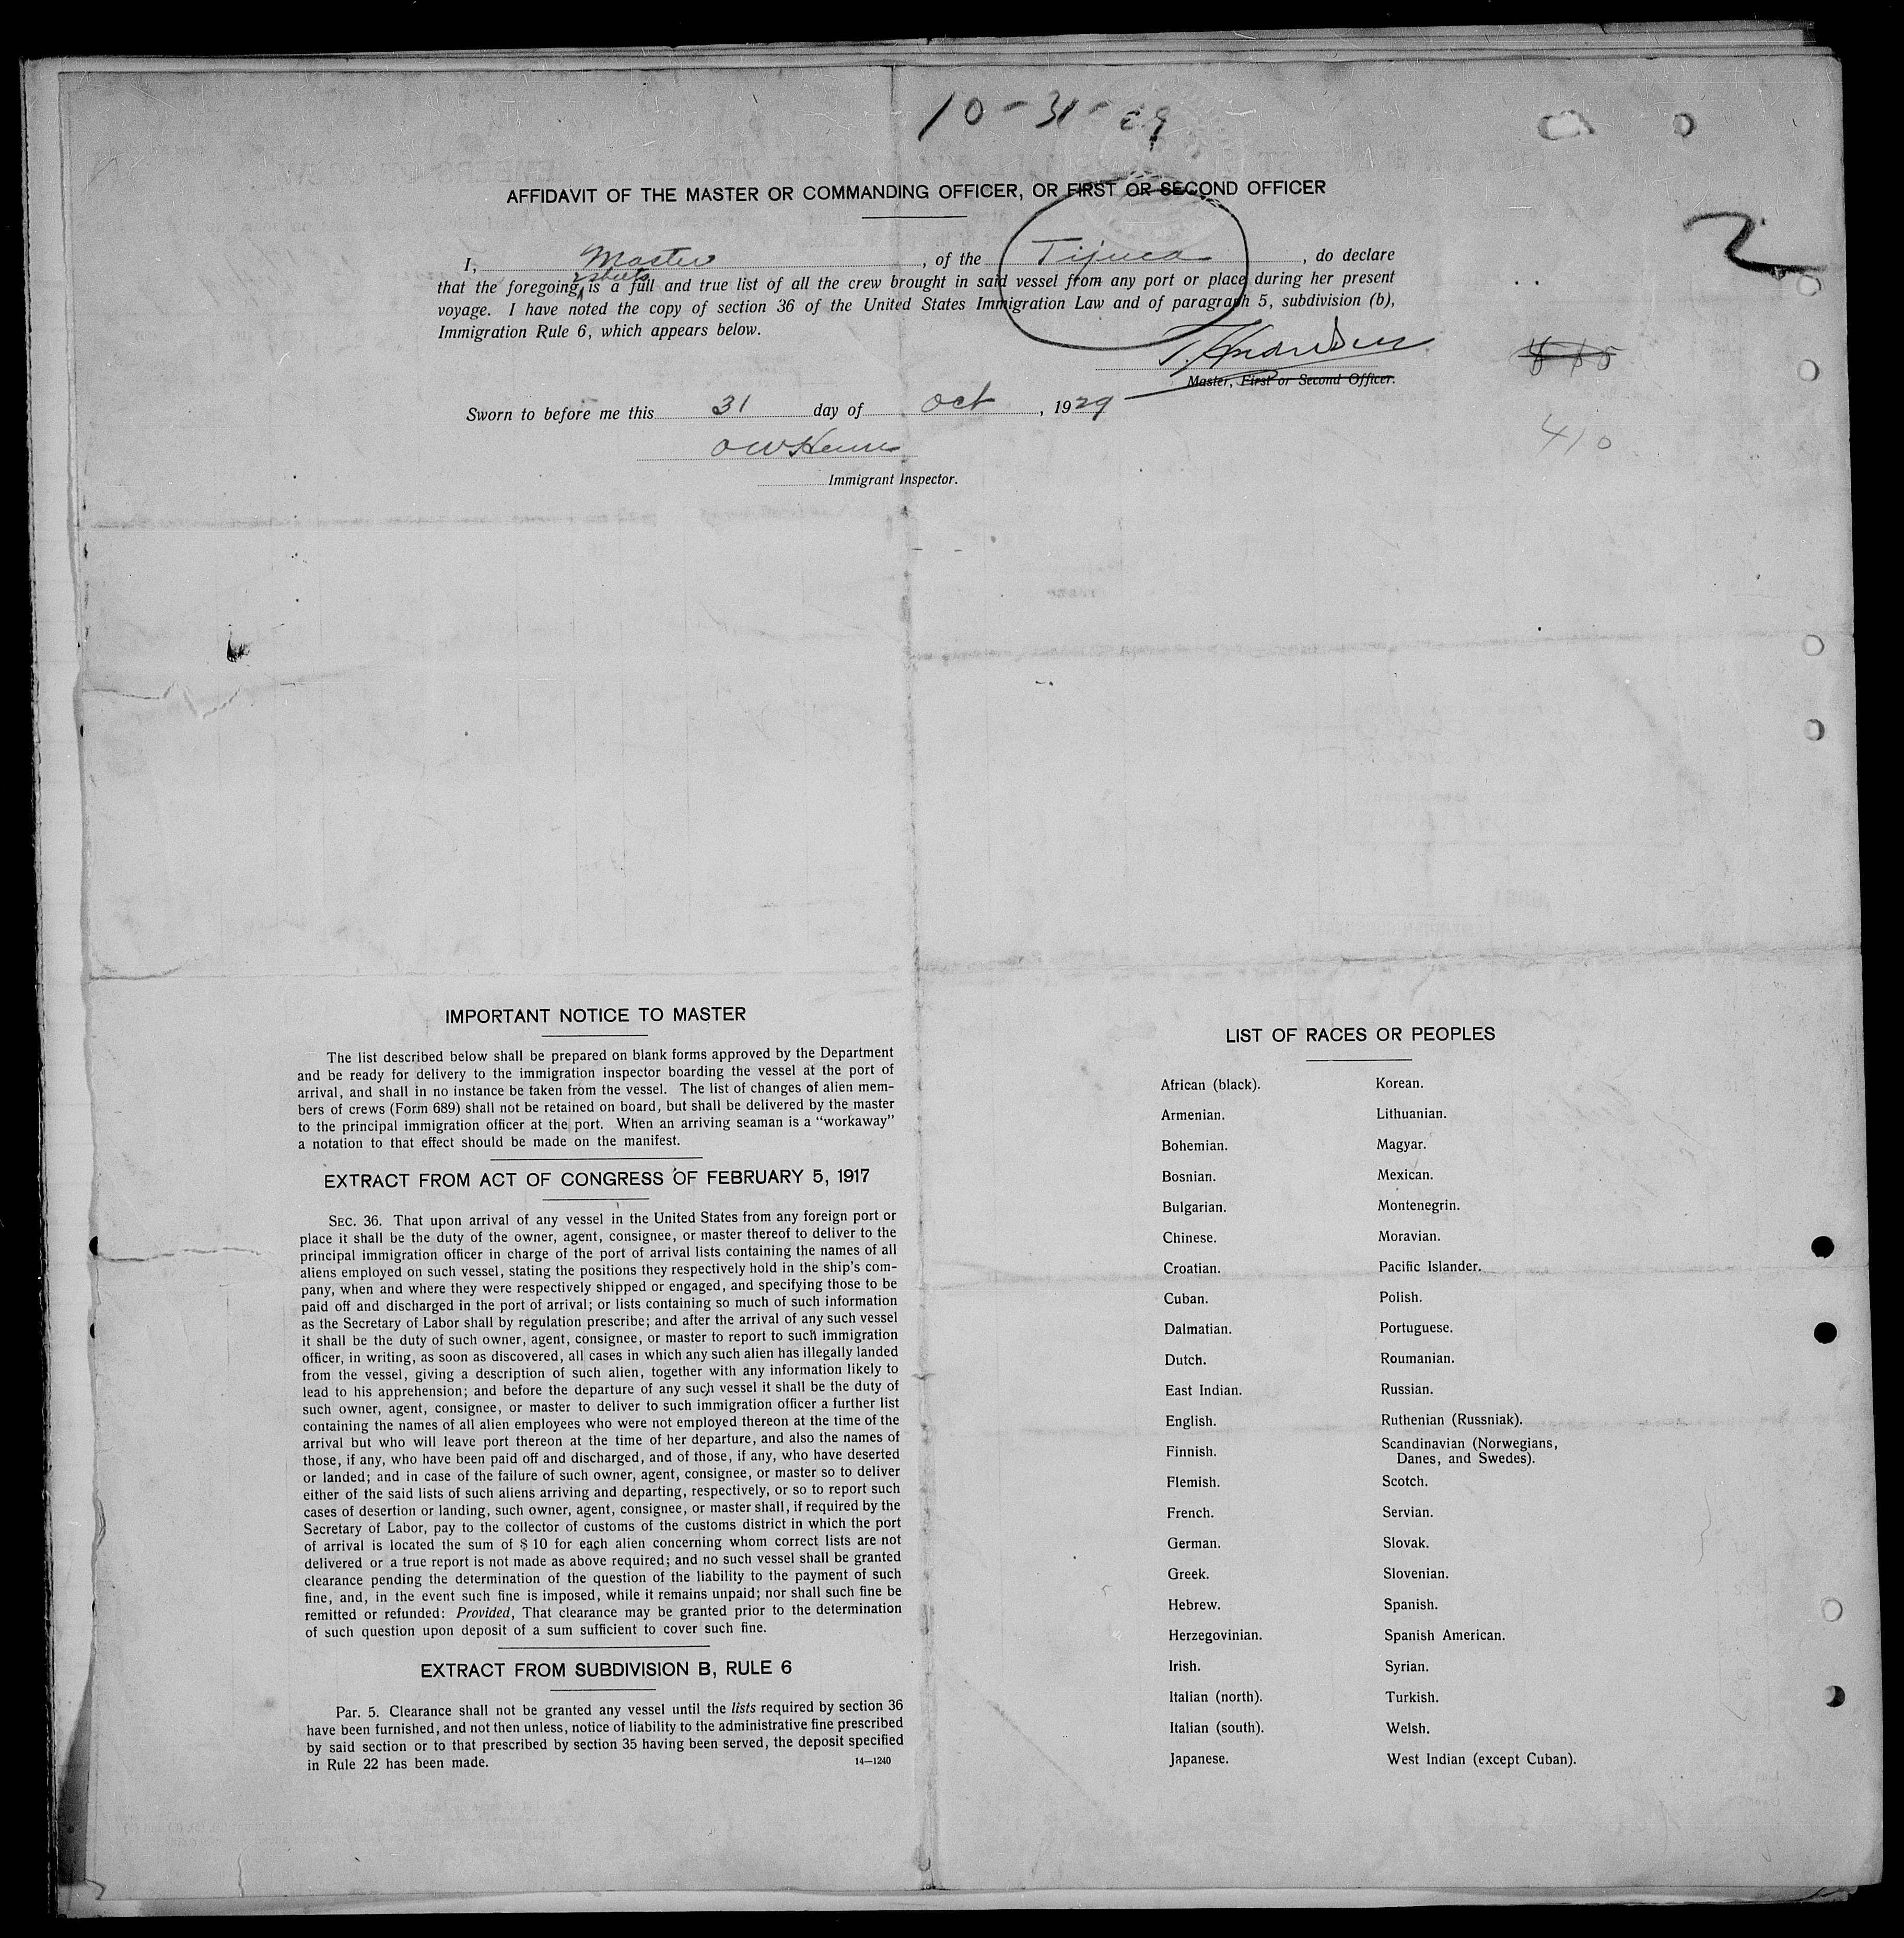 10-31-29
2
AFFIDAVIT OF THE MASTER OR COMMANDING OFFICER, OR FIRST OR SECOND OFFICER
I, Master, of the Tijuca, do declare
2 sheets
that the foregoing is a full and true list of all the crew brought in said vessel from any port or place during her present
voyage. I have noted the copy of section 36 of the United States Immigration Law and of paragraph 5, subdivision (b),
Immigration Rule 6, which appears below.
Master, First or Second Officer.
Sworn to before me this 31 day of Oct, 1929
410
Immigrant Inspector.
IMPORTANT NOTICE TO MASTER
The list described below shall be prepared on blank forms approved by the Department
and be ready for delivery to the immigration inspector boarding the vessel at the port of
arrival, and shall in no instance be taken from the vessel. The list of changes of alien mem-
bers of crews (Form 689) shall not be retained on board, but shall be delivered by the master
to the principal immigration officer at the port. When an arriving seaman is a “workaway”
a notation to that effect should be made on the manifest.
EXTRACT FROM ACT OF CONGRESS OF FEBRUARY 5, 1917
SEC. 36. That upon arrival of any vessel in the United States from any foreign port or
place it shall be the duty of the owner, agent, consignee, or master thereof to deliver to the
principal immigration officer in charge of the port of arrival lists containing the names of all
aliens employed on such vessel, stating the positions they respectively hold in the ship's com-
pany, when and where they were respectively shipped or engaged, and specifying those to be
paid off and discharged in the port of arrival; or lists containing so much of such information
as the Secretary of Labor shall by regulation prescribe; and after the arrival of any such vessel
it shall be the duty of such owner, agent, consignee, or master to report to such immigration
officer, in writing, as soon as discovered, all cases in which any such alien has illegally landed
from the vessel, giving a description of such alien, together with any information likely to
lead to his apprehension; and before the departure of any such vessel it shall be the duty of
such owner, agent, consignee, or master to deliver to such immigration officer a further list
containing the names of all alien employees who were not employed thereon at the time of the
arrival but who will leave port thereon at the time of her departure, and also the names of
those, if any, who have been paid off and discharged, and of those, if any, who have deserted
or landed; and in case of the failure of such owner, agent, consignee, or master so to deliver
either of the said lists of such aliens arriving and departing, respectively, or so to report such
cases of desertion or landing, such owner, agent, consignee, or master shall, if required by the
Secretary of Labor, pay to the collector of customs of the customs district in which the port
of arrival is located the sum of $10 for each alien concerning whom correct lists are not
delivered or a true report is not made as above required; and no such vessel shall be granted
clearance pending the determination of the question of the liability to the payment of such
fine, and, in the event such fine is imposed, while it remains unpaid; nor shall such fine be
remitted or refunded: Provided, That clearance may be granted prior to the determination
of such question upon deposit of a sum sufficient to cover such fine.
EXTRACT FROM SUBDIVISION B, RULE 6
Par. 5. Clearance shall not be granted any vessel until the lists required by section 36
have been furnished, and not then unless, notice of liability to the administrative fine prescribed
by said section or to that prescribed by section 35 having been served, the deposit specified
in Rule 22 has been made. 14—1240
LIST OF RACES OR PEOPLES
African (black).
Armenian.
Bohemian.
Bosnian.
Bulgarian.
Chinese.
Croatian.
Cuban.
Dalmatian.
Dutch.
East Indian.
English.
Finnish.
Flemish.
French.
German.
Greek.
Hebrew.
Herzegovinian.
Irish.
Italian (north).
Italian (south).
Japanese.
Korean.
Lithuanian.
Magyar.
Mexican.
Montenegrin.
Moravian.
Pacific Islander.
Polish.
Portuguese.
Roumanian.
Russian.
Ruthenian (Russniak).
Scandinavian (Norwegians,
Danes, and Swedes).
Scotch.
Servian.
Slovak.
Slovenian.
Spanish.
Spanish American.
Syrian.
Turkish.
Welsh.
West Indian (except Cuban).